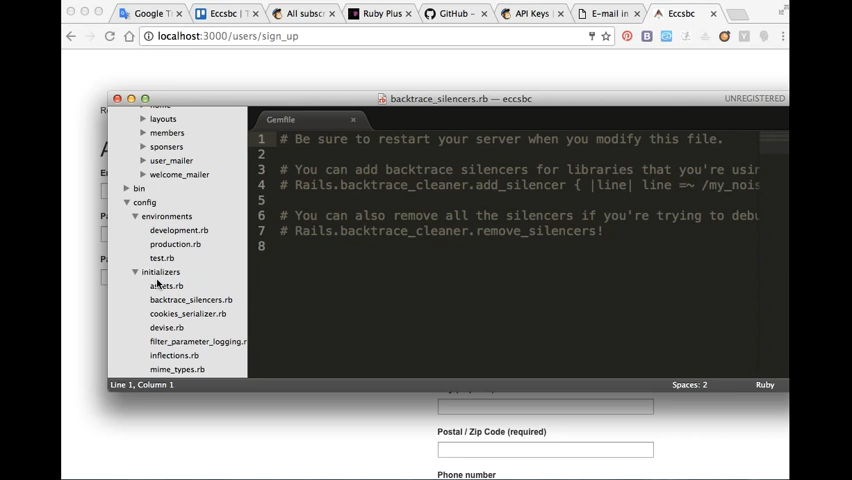 Google T
Eccsbc | T
All subsc
Ruby Plus
GitHub –
API Keys |
E-mail in
Eccsbc
localhost:3000/users/sign_up
backtrace_silencers.rb — eccsbc
UNREGISTERED
layouts
members
sponsers
user_mailer
welcome_mailer
bin
config
environments
development.rb
production.rb
test.rb
initializers
assets.rb
backtrace_silencers.rb
cookies_serializer.rb
devise.rb
filter_parameter_logging.r
inflections.rb
mime_types.rb
Gemfile
1 # Be sure to restart your server when you modify this file.
2
3 # You can add backtrace silencers for libraries that you're usin
4 # Rails.backtrace_cleaner.add_silencer { |line| line =~ /my_nois
5
6 # You can also remove all the silencers if you're trying to debu
7 # Rails.backtrace_cleaner.remove_silencers!
8
Line 1, Column 1
Spaces: 2
Ruby
Postal / Zip Code (required)
Phone number